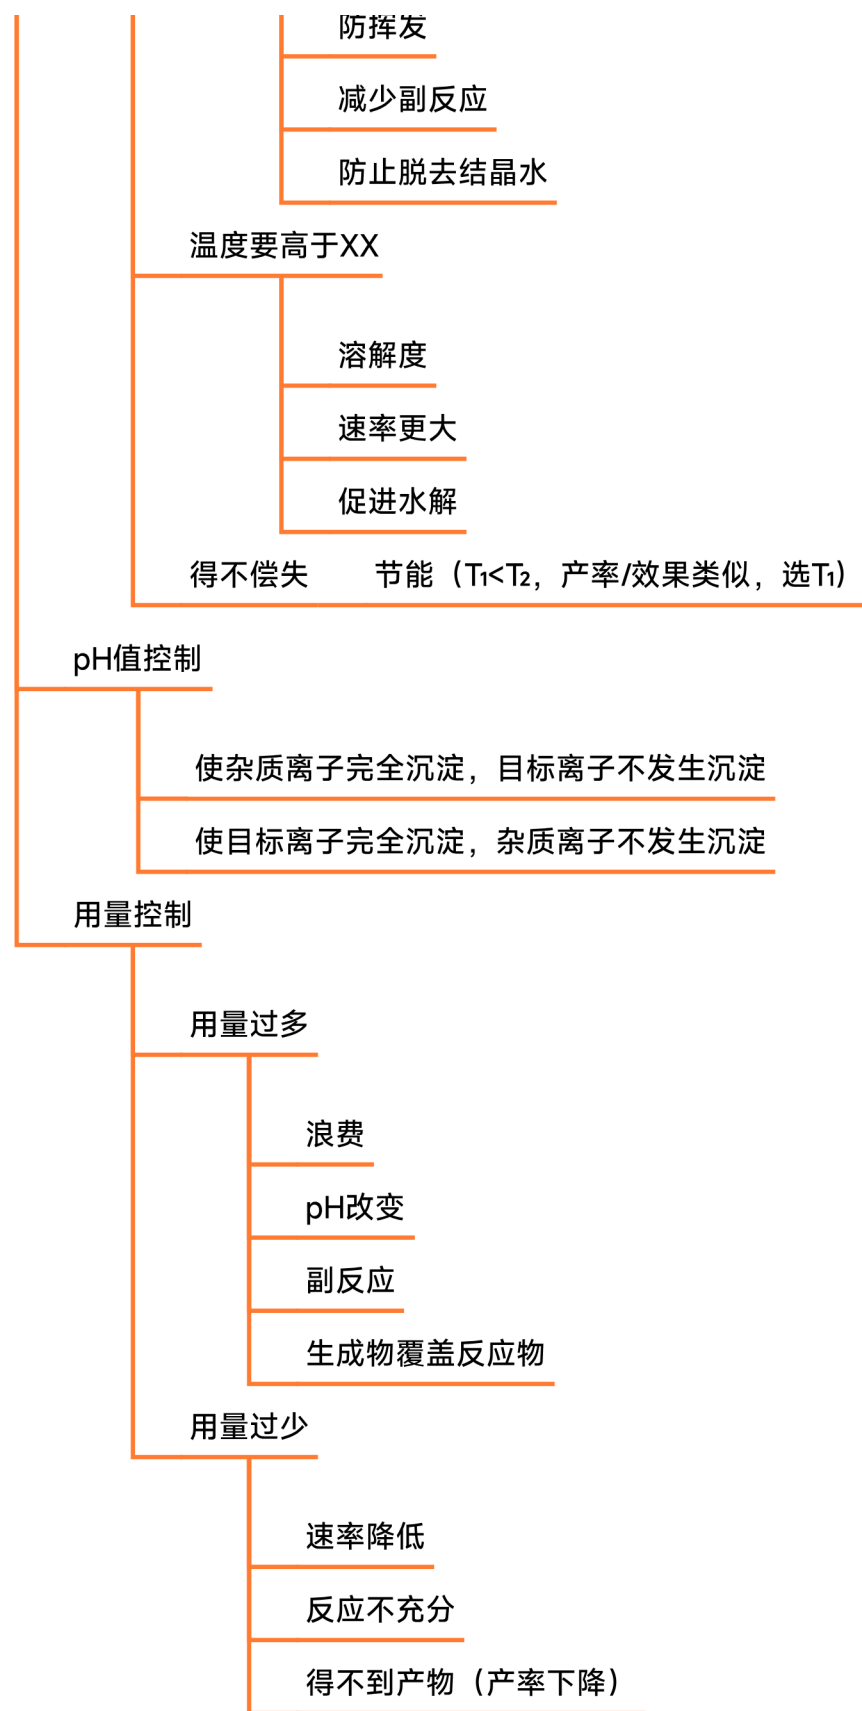 防挥发
减少副反应
防止脱去结晶水
温度要高于XX
溶解度
速率更大
促进水解
得不偿失 节能（T₁<T₂，产率/效果类似，选T₁）
pH值控制
使杂质离子完全沉淀，目标离子不发生沉淀
使目标离子完全沉淀，杂质离子不发生沉淀
用量控制
用量过多
浪费
pH改变
副反应
生成物覆盖反应物
用量过少
速率降低
反应不充分
得不到产物（产率下降）